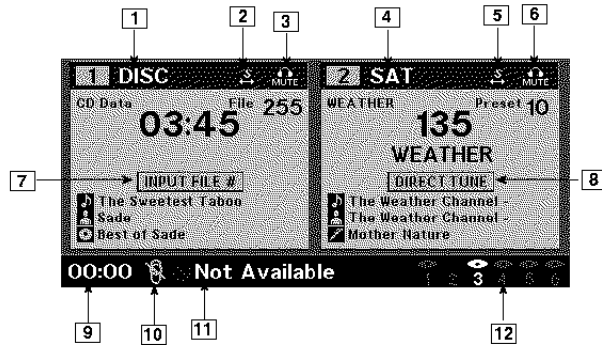 1 2 3 4 5 6
1 DISC S MUTE
2 SAT S MUTE
CD Data File 255
03:45
WEATHER Preset 10
135
WEATHER
7 INPUT FILE #
DIRECT TUNE 8
The Sweetest Taboo
Sade
Best of Sade
The Weather Channel -
The Weather Channel -
Mother Nature
00:00 Not Available 1 2 3 4 5 6
9 10 11 12